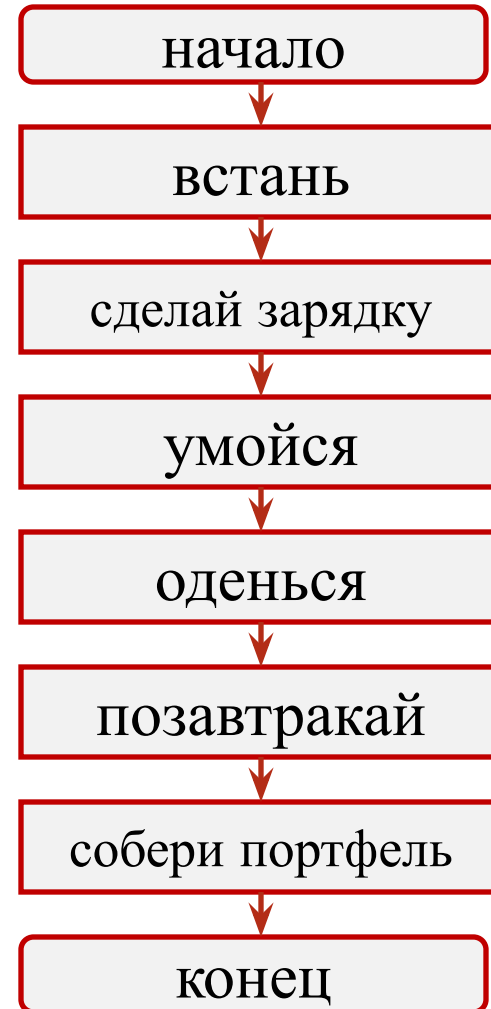 начало
встань
сделай зарядку
умойся
оденься
позавтракай
собери портфель
конец